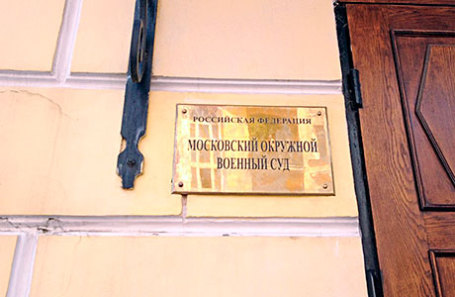 РОССИЙСКАЯ ФЕДЕРАЦИЯ
МОСКОВСКИЙ ОКРУЖНОЙ
ВОЕННЫЙ СУД